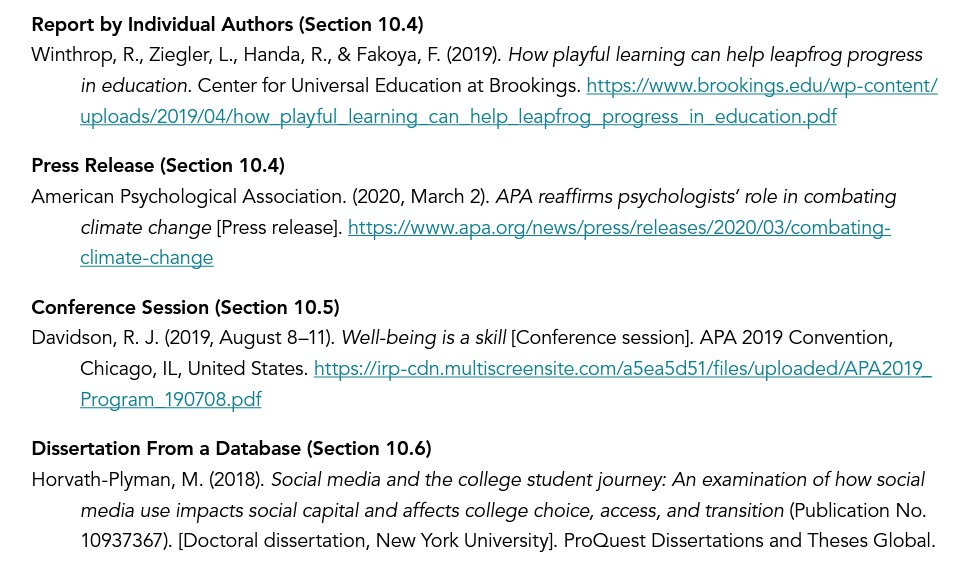 Report by Individual Authors (Section 10.4)
Winthrop, R., Ziegler, L., Handa, R., & Fakoya, F. (2019). How playful learning can help leapfrog progress
in education. Center for Universal Education at Brookings. https://www.brookings.edu/wp-content/
uploads/2019/04/how_playful_learning_can_help_leapfrog_progress_in_education.pdf
Press Release (Section 10.4)
American Psychological Association. (2020, March 2). APA reaffirms psychologists’ role in combating
climate change [Press release]. https://www.apa.org/news/press/releases/2020/03/combating-
climate-change
Conference Session (Section 10.5)
Davidson, R. J. (2019, August 8–11). Well-being is a skill [Conference session]. APA 2019 Convention,
Chicago, IL, United States. https://irp-cdn.multiscreensite.com/a5ea5d51/files/uploaded/APA2019_
Program_190708.pdf
Dissertation From a Database (Section 10.6)
Horvath-Plyman, M. (2018). Social media and the college student journey: An examination of how social
media use impacts social capital and affects college choice, access, and transition (Publication No.
10937367). [Doctoral dissertation, New York University]. ProQuest Dissertations and Theses Global.